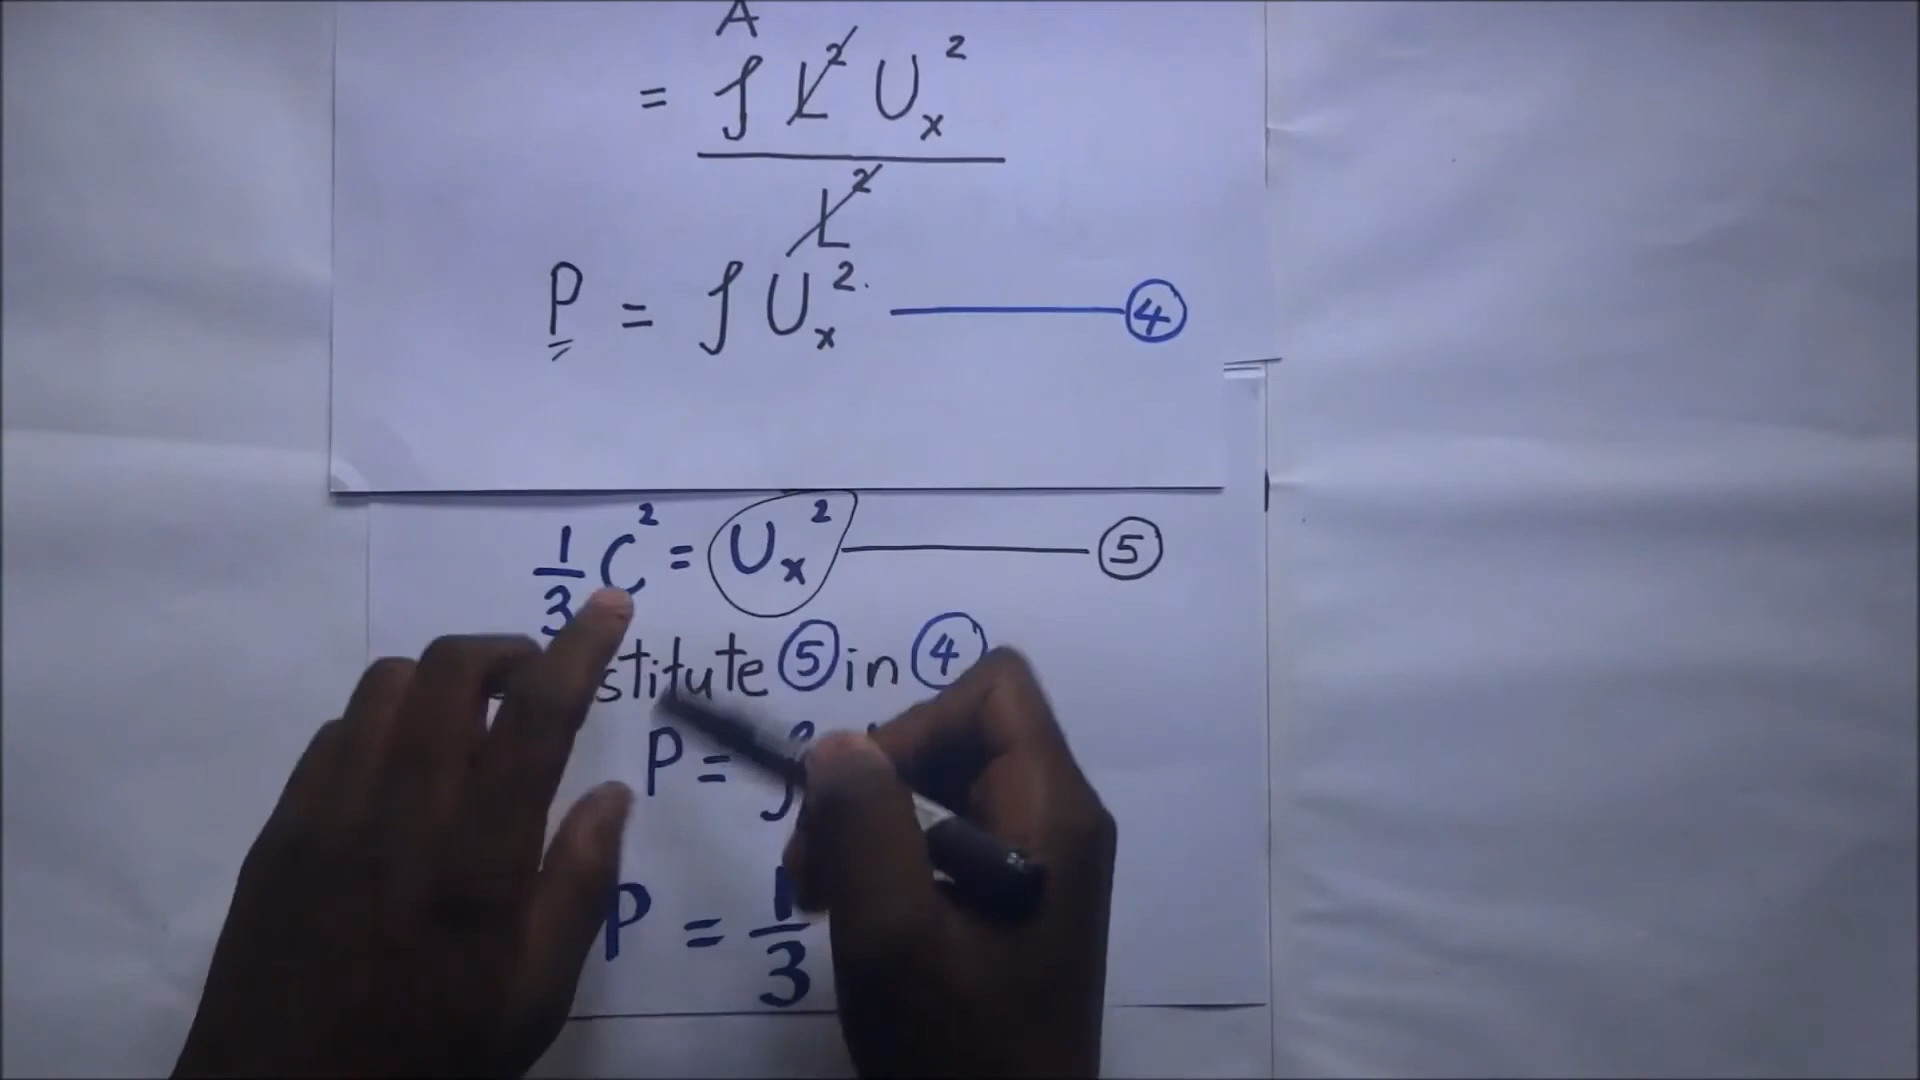 A
= ρ L² Uₓ²
L²
P = ρ Uₓ². ④
1/3 C² = Uₓ² ⑤
stitute ⑤ in ④
P = ρ
P = 1/3